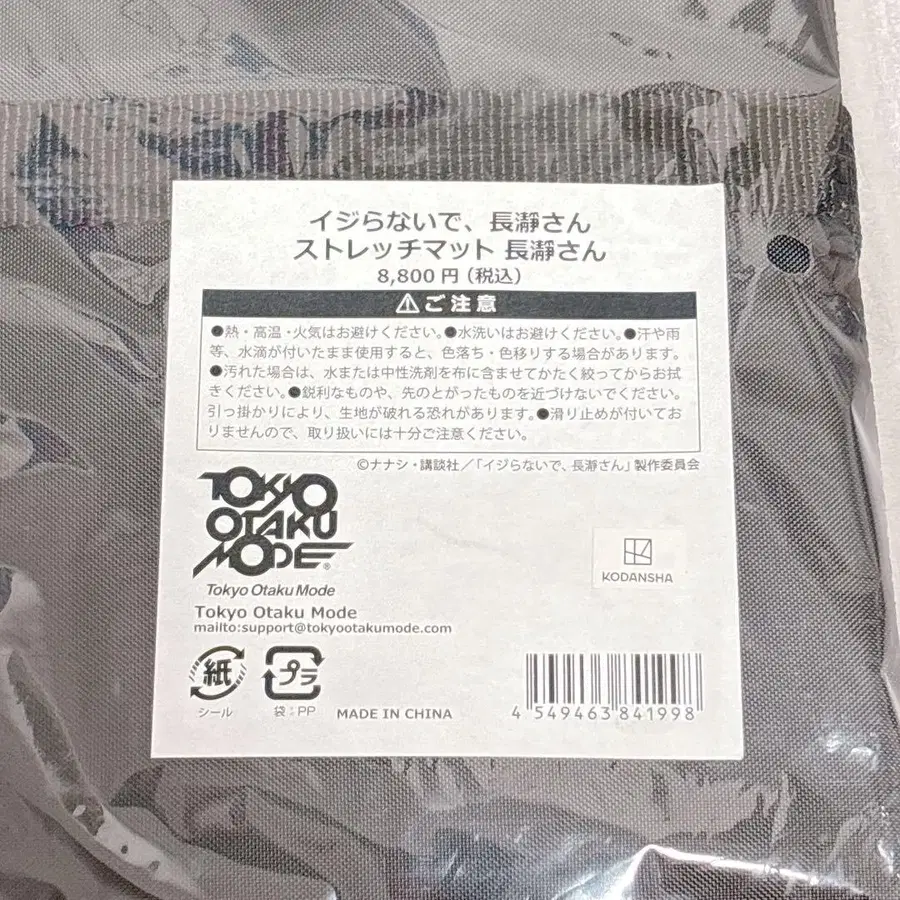 イジらないで、長瀞さん
ストレッチマット 長瀞さん
8,800円（税込）
⚠ご注意
●熱・高温・火気はお避けください。●水洗いはお避けください。●汗や雨
等、水滴が付いたまま使用すると、色落ち・色移りする場合があります。
●汚れた場合は、水または中性洗剤を布に含ませてかたく絞ってからお拭
きください。●鋭利なものや、先のとがったものを近づけないでください。
引っ掛かりにより、生地が破れる恐れがあります。●滑り止めが付いてお
りませんので、取り扱いには十分ご注意ください。
©ナナシ・講談社／「イジらないで、長瀞さん」製作委員会
TOKYO
OTAKU
MODE®
Tokyo Otaku Mode
Tokyo Otaku Mode
mailto:support@tokyootakumode.com
KODANSHA
紙
シール
プラ
袋：PP
MADE IN CHINA
4 549463 841998